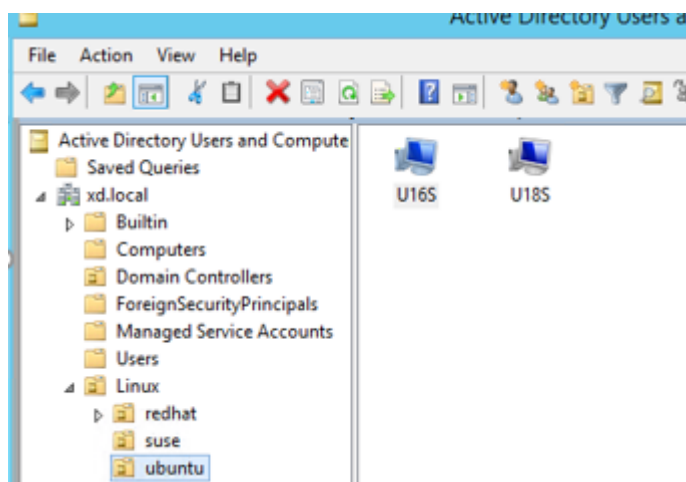 Active Directory Users a
File Action View Help
Active Directory Users and Compute
Saved Queries
xd.local
Builtin
Computers
Domain Controllers
ForeignSecurityPrincipals
Managed Service Accounts
Users
Linux
redhat
suse
ubuntu
U16S U18S